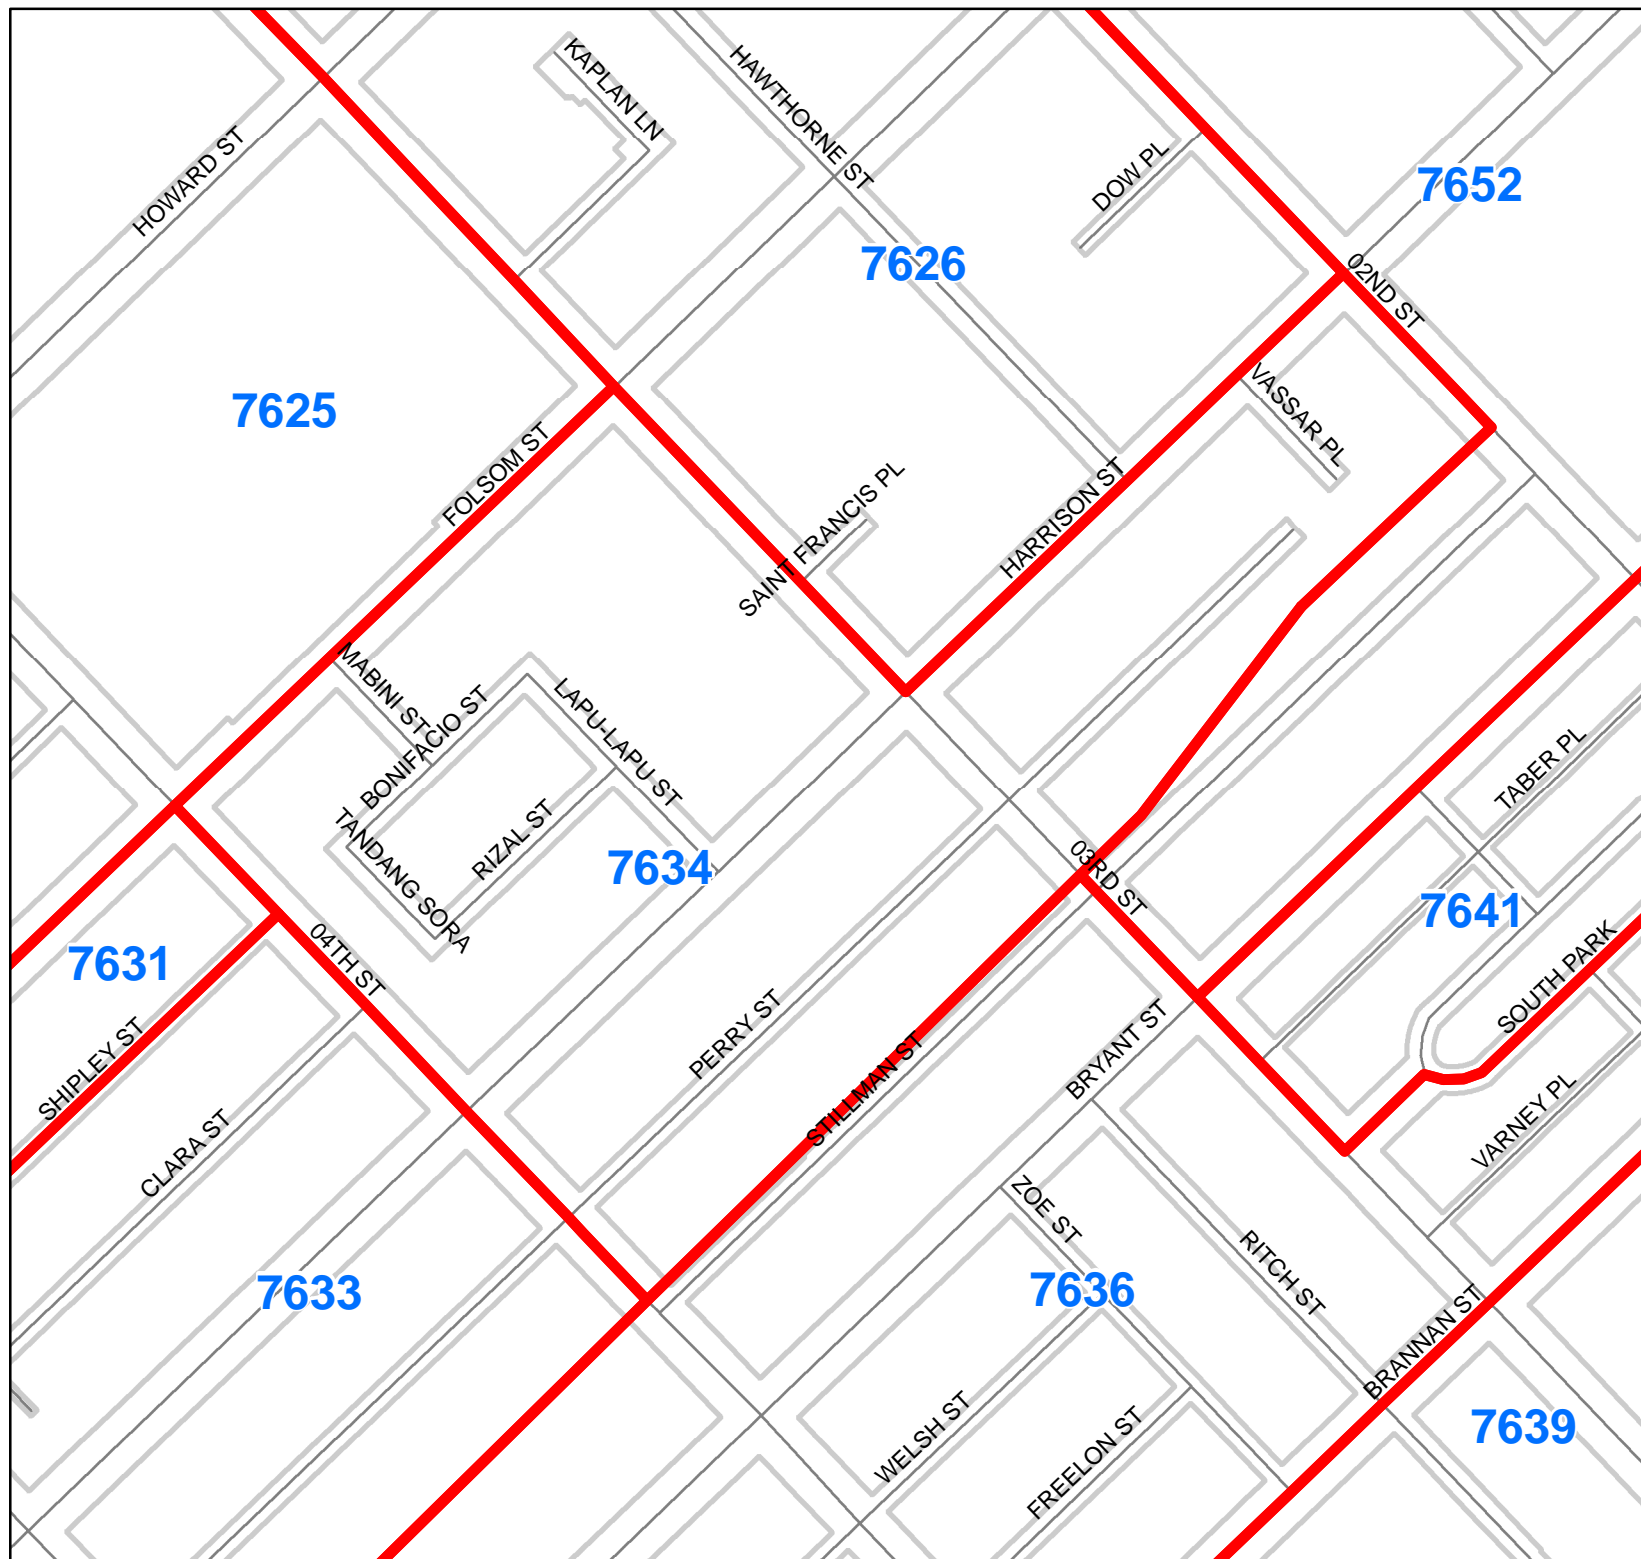 KAPLAN LN
HAWTHORNE ST
HOWARD ST
DOW PL
7652
7626
02ND ST
7625
VASSAR PL
FOLSOM ST
SAINT FRANCIS PL
HARRISON ST
MABINI ST
BONIFACIO ST
LAPU-LAPU ST
TANDANG SORA
RIZAL ST
7634
TABER PL
03RD ST
7641
7631
04TH ST
SOUTH PARK
SHIPLEY ST
PERRY ST
STILLMAN ST
BRYANT ST
VARNEY PL
CLARA ST
ZOE ST
7633
7636
RITCH ST
BRANNAN ST
WELSH ST
FREELON ST
7639